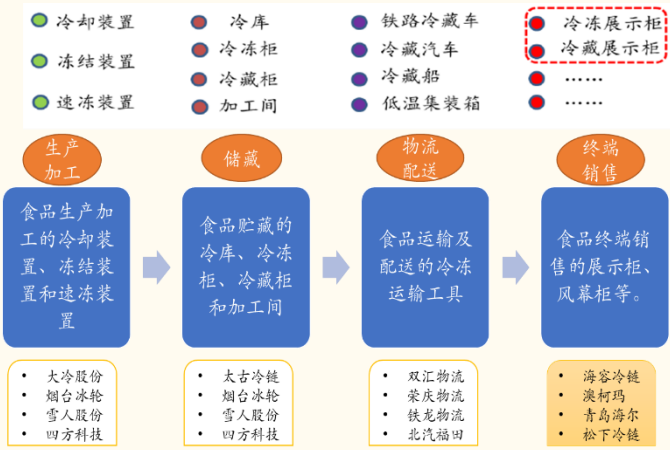 冷却装置
冻结装置
速冻装置
冷库
冷冻柜
冷藏柜
加工间
铁路冷藏车
冷藏汽车
冷藏船
低温集装箱
冷冻展示柜
冷藏展示柜
……
……
生产
加工
储藏
物流
配送
终端
销售
食品生产加
工的冷却装
置、冻结装
置和速冻装
置
食品贮藏的
冷库、冷冻
柜、冷藏柜
和加工间
食品运输及
配送的冷冻
运输工具
食品终端销
售的展示柜、
风幕柜等。
• 大冷股份
• 烟台冰轮
• 雪人股份
• 四方科技
• 太古冷链
• 烟台冰轮
• 雪人股份
• 四方科技
• 双汇物流
• 荣庆物流
• 铁龙物流
• 北汽福田
• 海容冷链
• 澳柯玛
• 青岛海尔
• 松下冷链